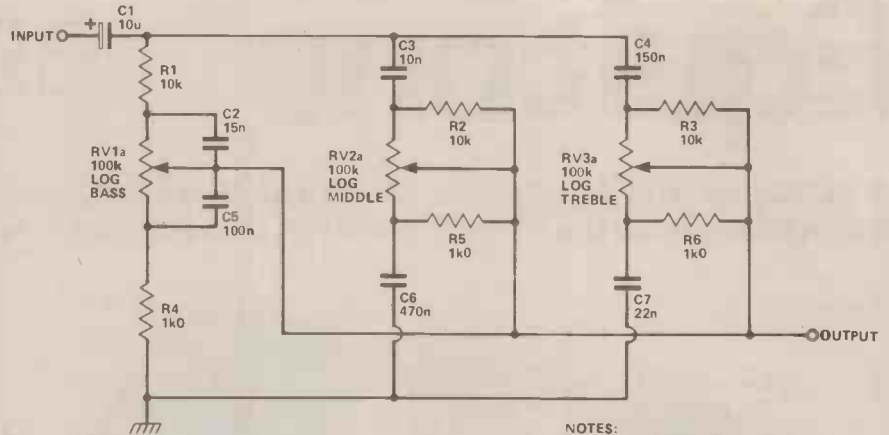 C1
10u
INPUT
+
R1
10k
C2
15n
RV1a
100k
LOG
BASS
C5
100n
R4
1k0
C3
10n
R2
10k
RV2a
100k
LOG
MIDDLE
R5
1k0
C6
470n
C4
150n
R3
10k
RV3a
100k
LOG
TREBLE
R6
1k0
C7
22n
OUTPUT
NOTES: